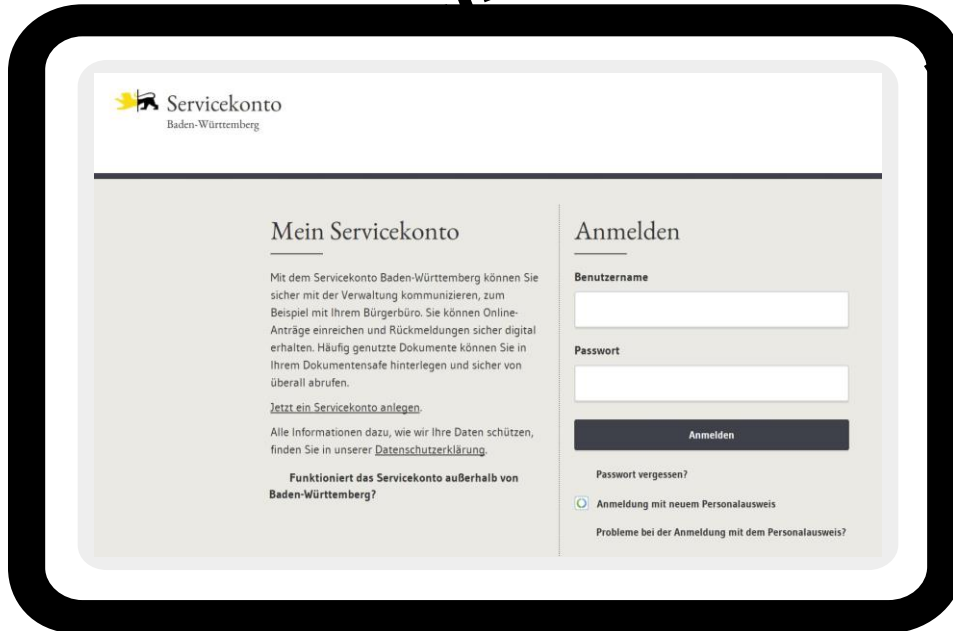 Servicekonto
Baden-Württemberg
Mein Servicekonto
Mit dem Servicekonto Baden-Württemberg können Sie
sicher mit der Verwaltung kommunizieren, zum
Beispiel mit Ihrem Bürgerbüro. Sie können Online-
Anträge einreichen und Rückmeldungen sicher digital
erhalten. Häufig genutzte Dokumente können Sie in
Ihrem Dokumentensafe hinterlegen und sicher von
überall abrufen.
Jetzt ein Servicekonto anlegen.
Alle Informationen dazu, wie wir Ihre Daten schützen,
finden Sie in unserer Datenschutzerklärung.
Funktioniert das Servicekonto außerhalb von
Baden-Württemberg?
Anmelden
Benutzername
Passwort
Anmelden
Passwort vergessen?
Anmeldung mit neuem Personalausweis
Probleme bei der Anmeldung mit dem Personalausweis?